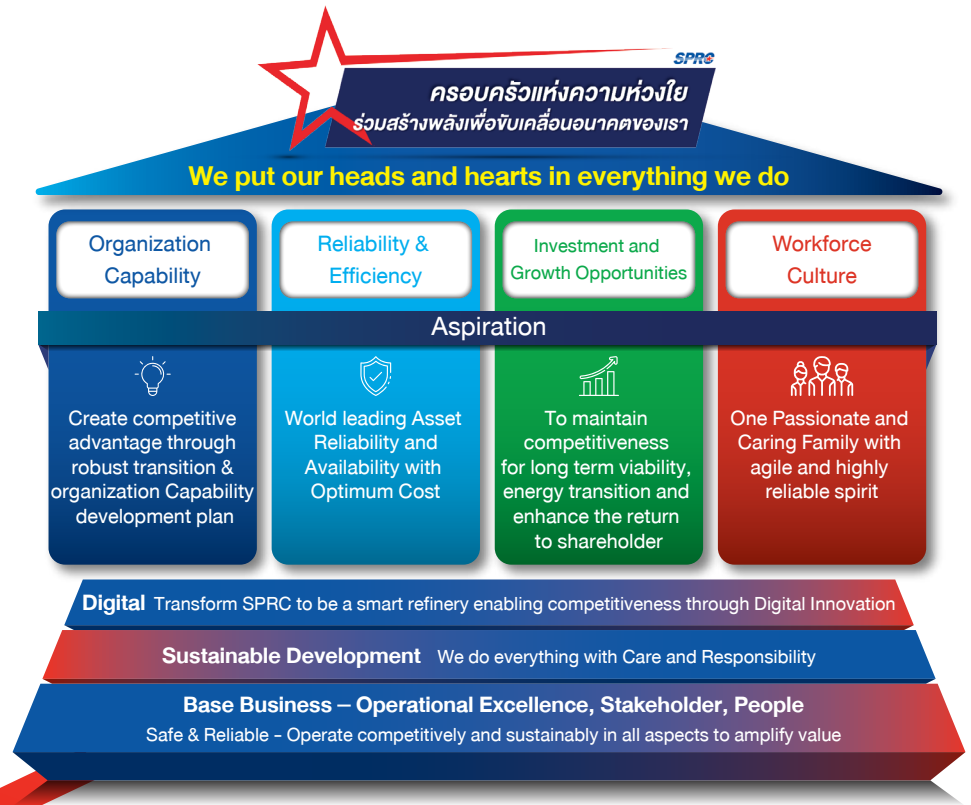 SPRC
ครอบครัวแห่งความห่วงใย
ร่วมสร้างพลังเพื่อขับเคลื่อนอนาคตของเรา
We put our heads and hearts in everything we do
Organization
Capability
Reliability &
Efficiency
Investment and
Growth Opportunities
Workforce
Culture
Aspiration
Create competitive
advantage through
robust transition &
organization Capability
development plan
World leading Asset
Reliability and
Availability with
Optimum Cost
To maintain
competitiveness
for long term viability,
energy transition and
enhance the return
to shareholder
One Passionate and
Caring Family with
agile and highly
reliable spirit
Digital Transform SPRC to be a smart refinery enabling competitiveness through Digital Innovation
Sustainable Development We do everything with Care and Responsibility
Base Business – Operational Excellence, Stakeholder, People
Safe & Reliable - Operate competitively and sustainably in all aspects to amplify value